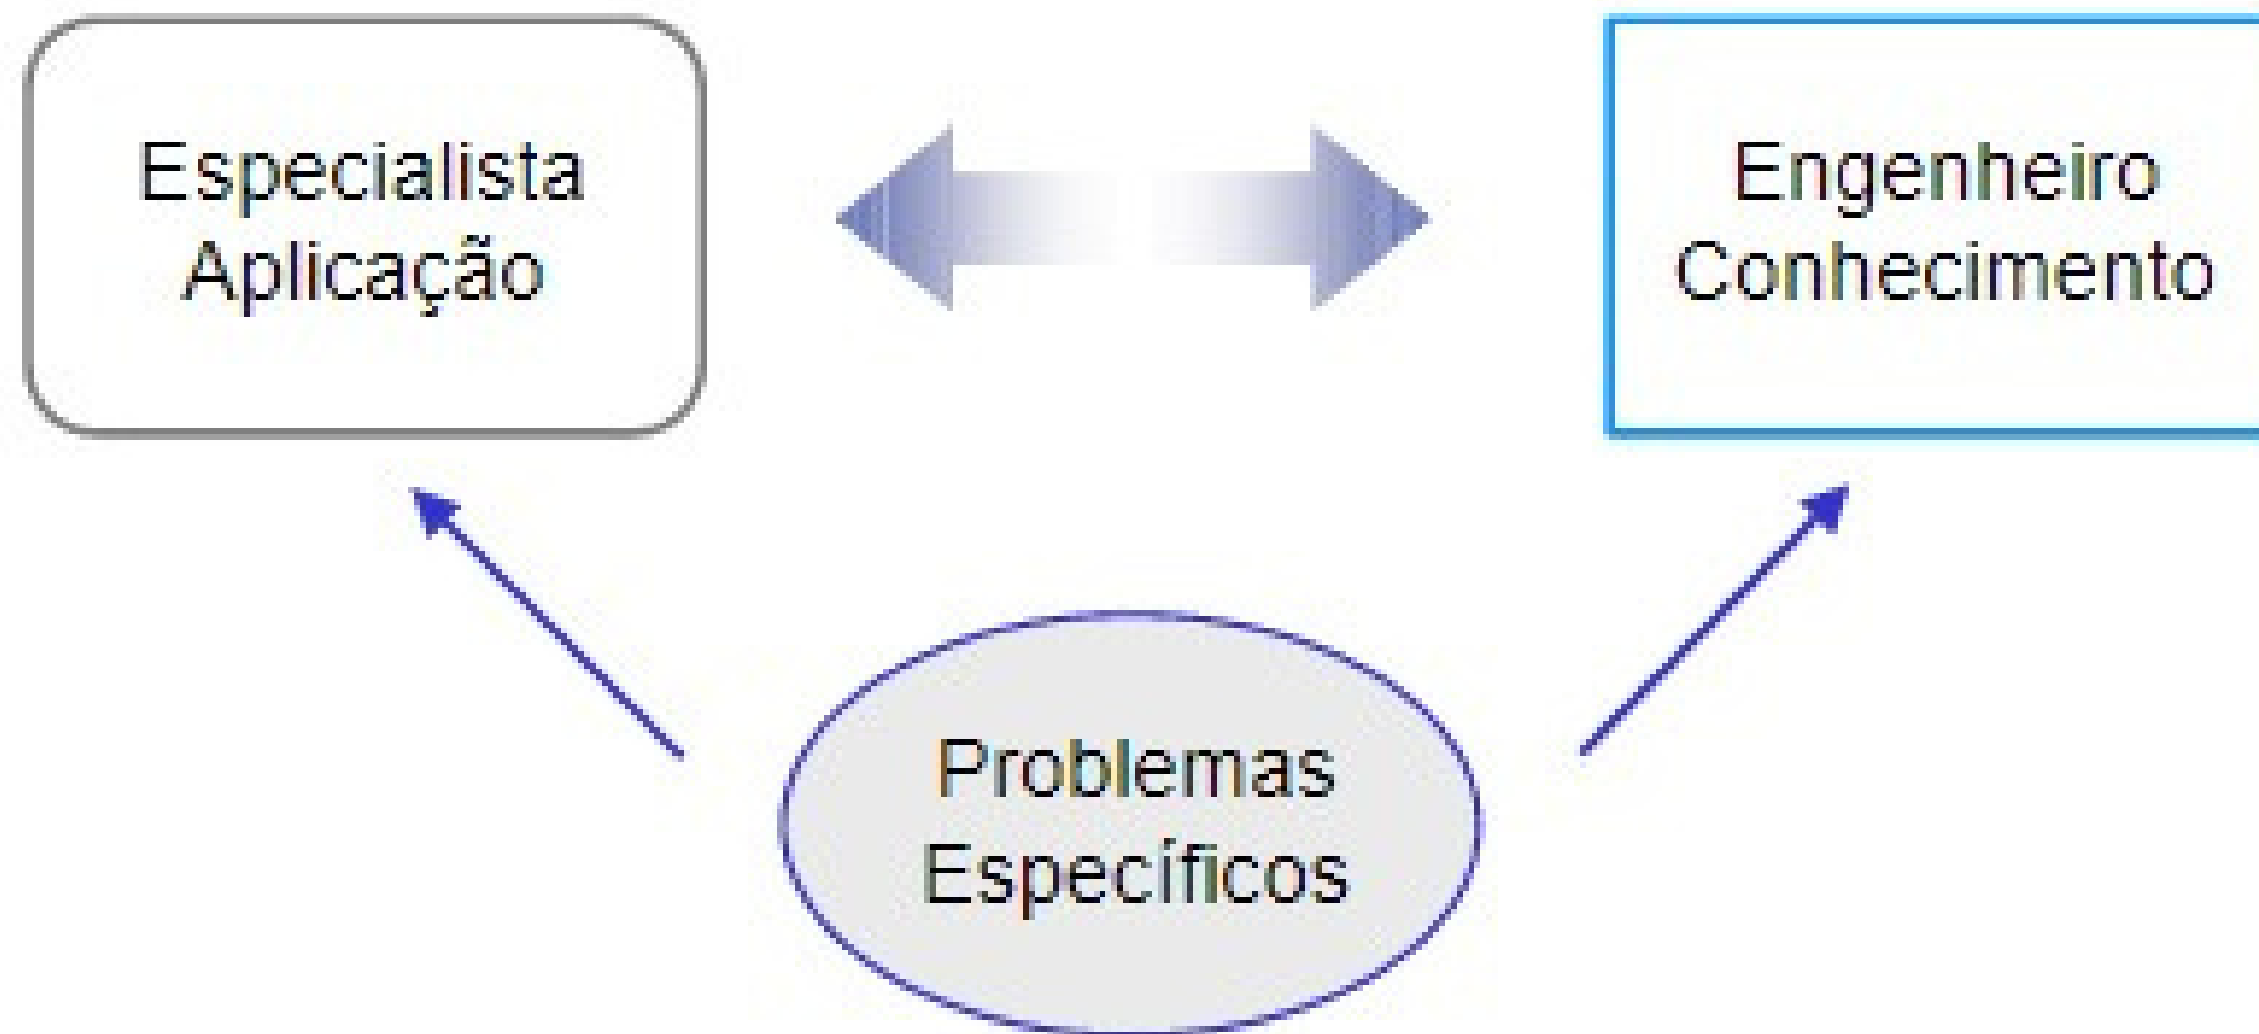 Especialista
Aplicação
Engenheiro
Conhecimento
Problemas
Específicos